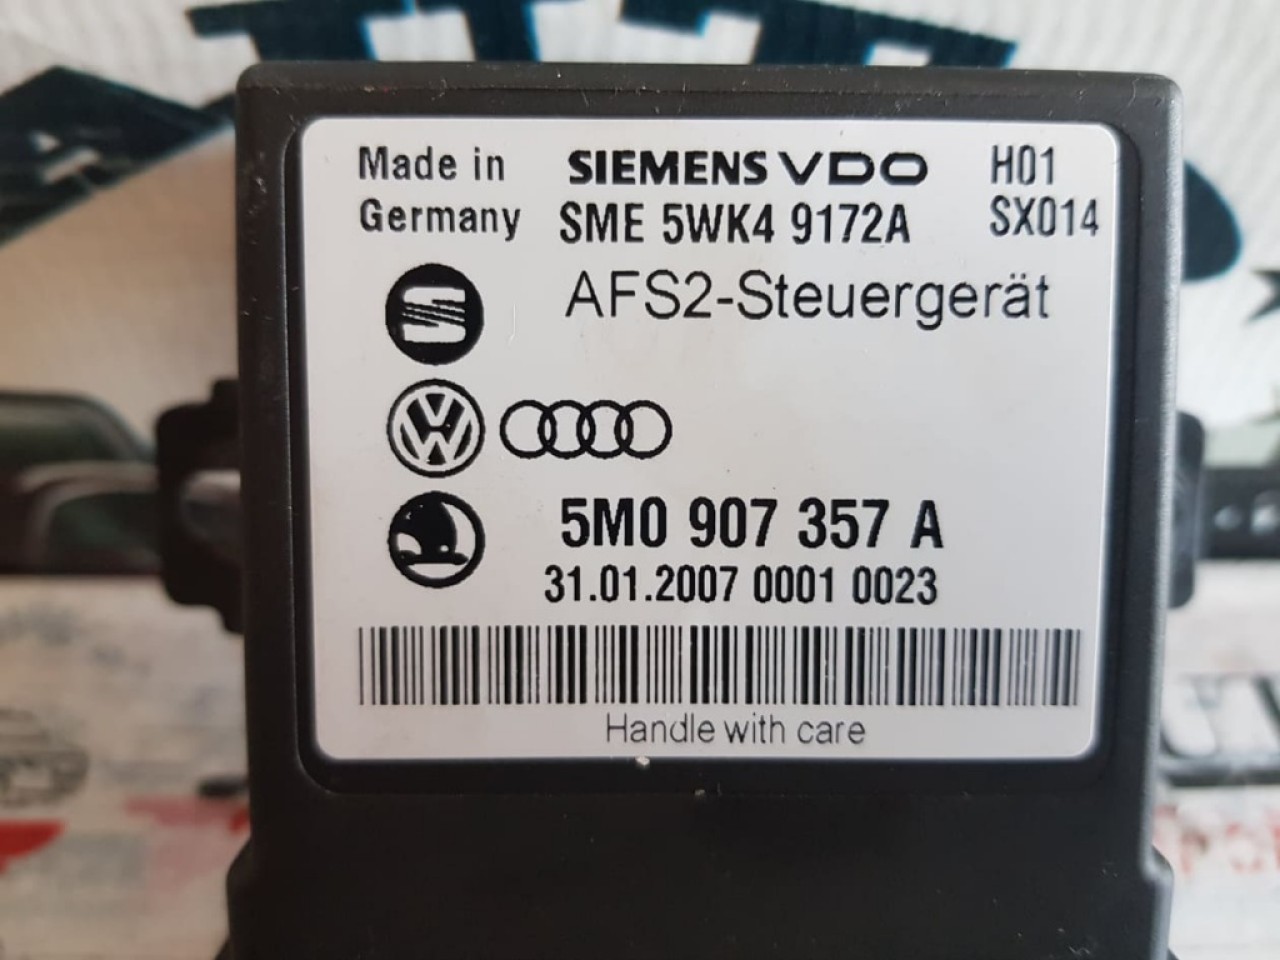 Made in SIEMENS VDO H01
Germany SME 5WK4 9172A SX014
AFS2-Steuergerät
5M0 907 357 A
31.01.2007 0001 0023
Handle with care